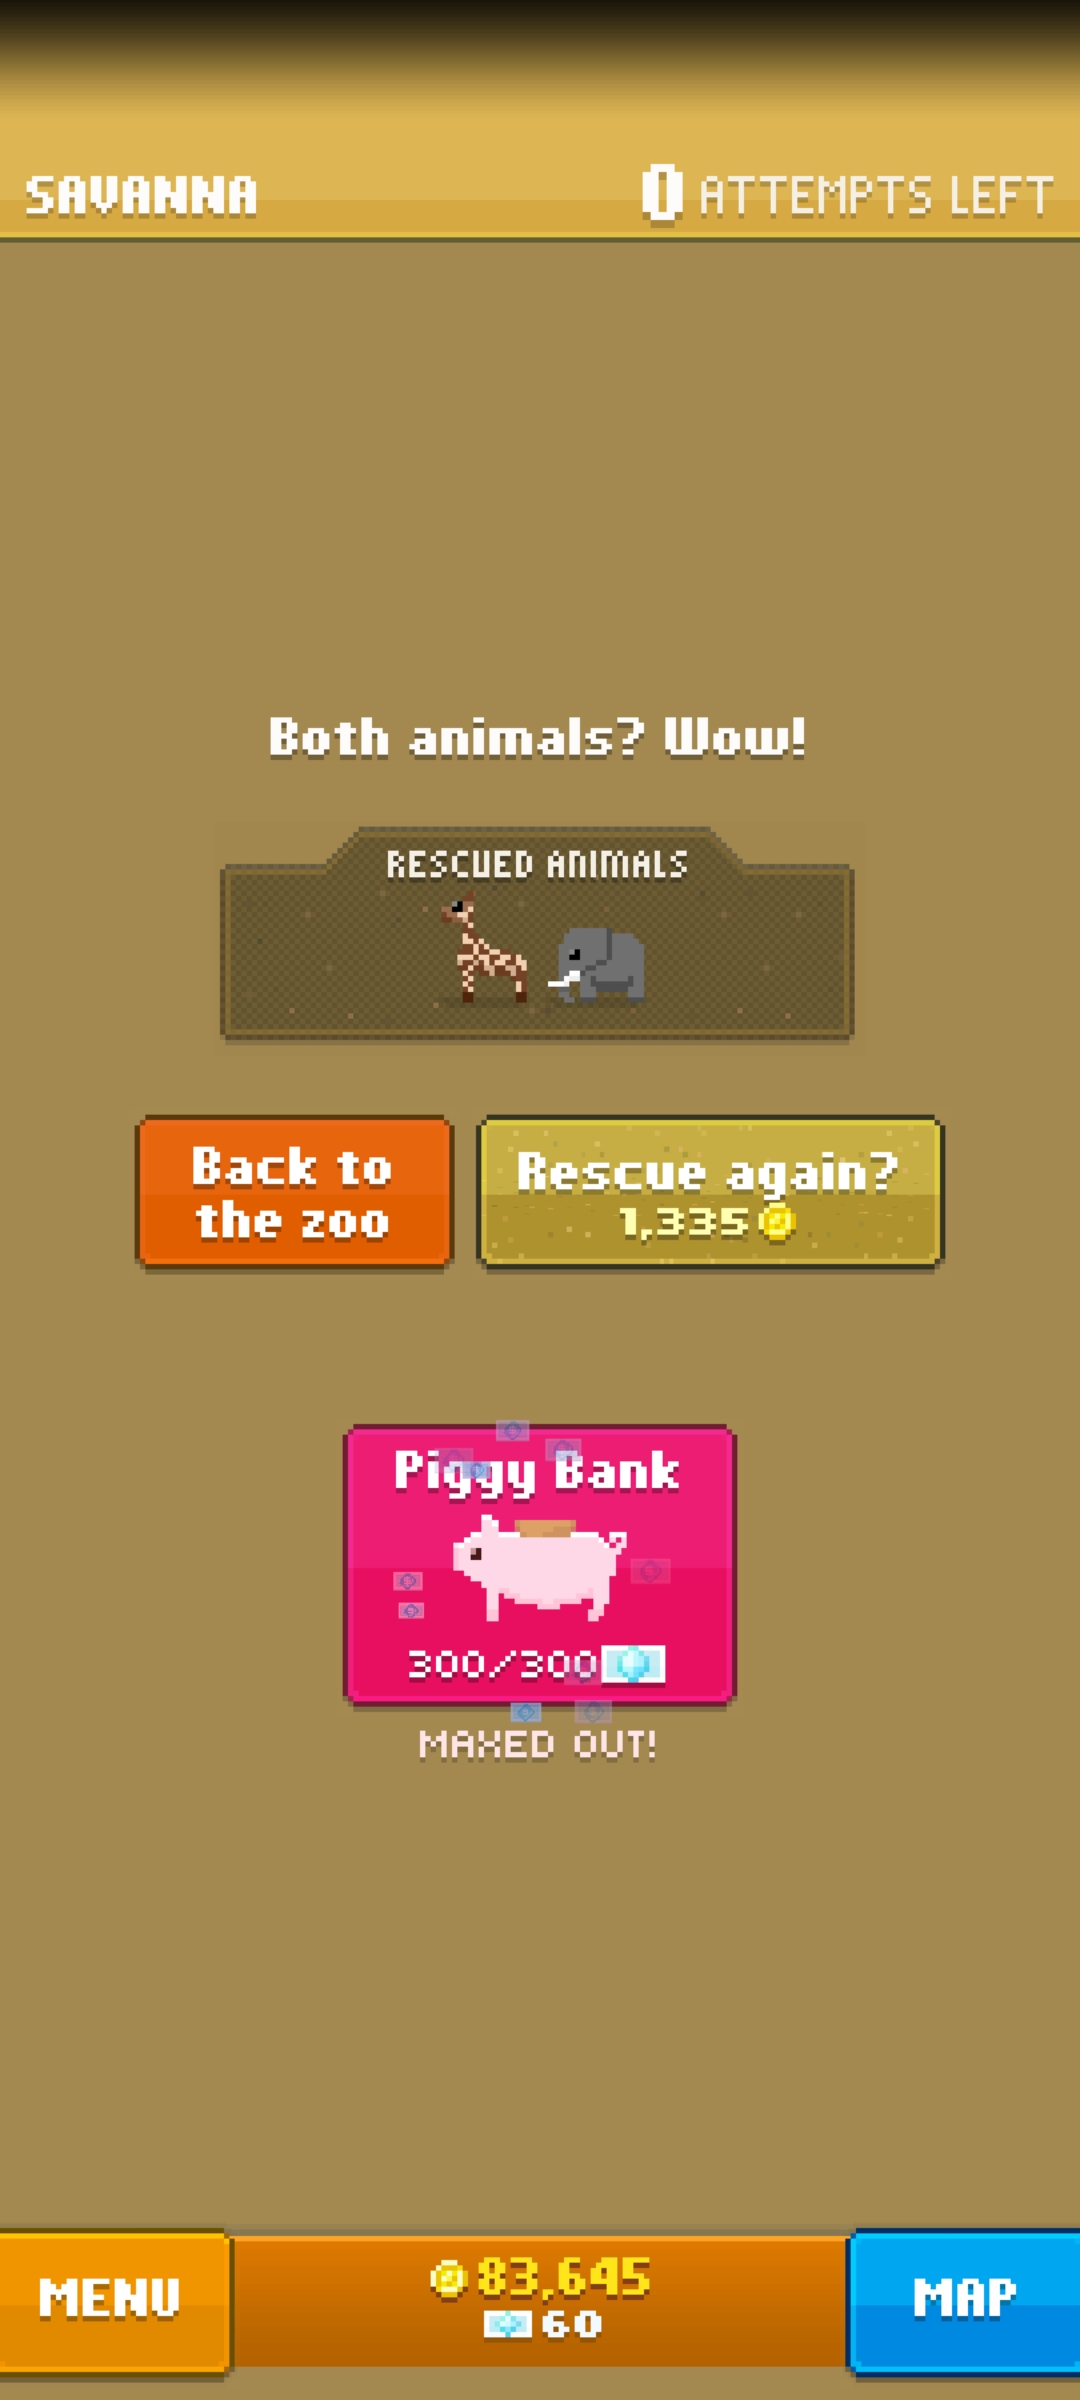 SAVANNA
0 ATTEMPTS LEFT
Both animals? Wow!
RESCUED ANIMALS
Back to
the zoo
Rescue again?
1,335
Piggy Bank
300/300
MAXED OUT!
MENU
83,645
60
MAP